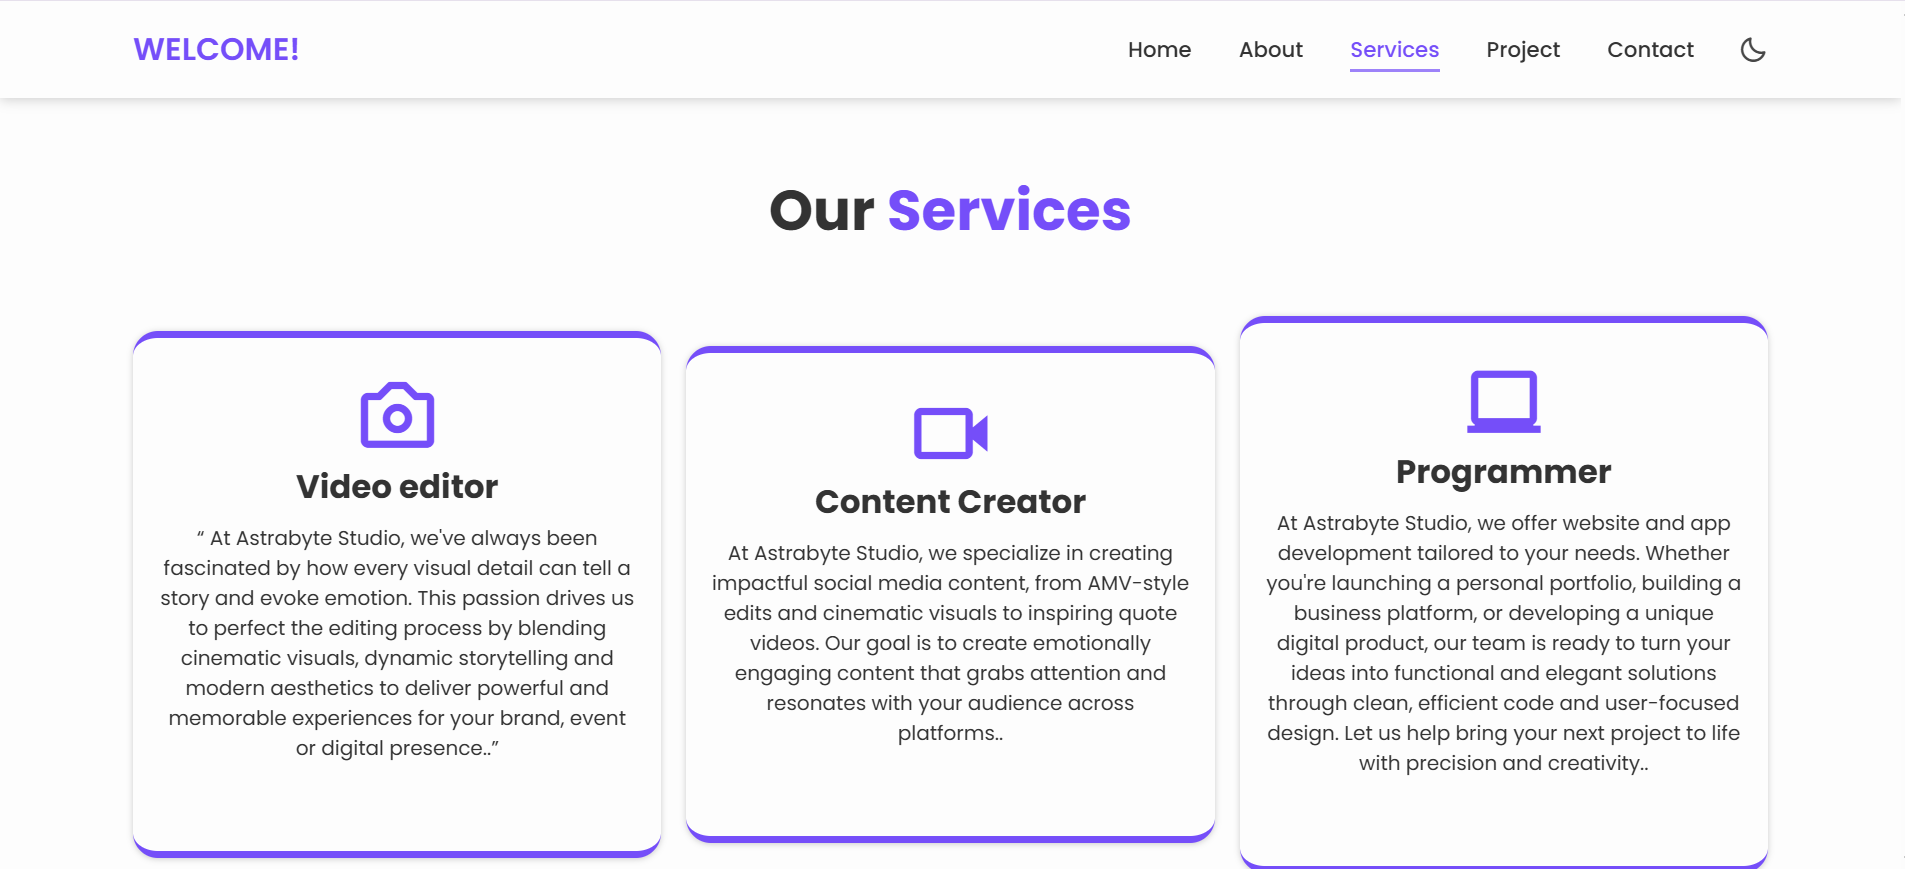 WELCOME!
Home
About
Services
Project
Contact
Our Services
Video editor
“ At Astrabyte Studio, we've always been
fascinated by how every visual detail can tell a
story and evoke emotion. This passion drives us
to perfect the editing process by blending
cinematic visuals, dynamic storytelling and
modern aesthetics to deliver powerful and
memorable experiences for your brand, event
or digital presence..”
Content Creator
At Astrabyte Studio, we specialize in creating
impactful social media content, from AMV-style
edits and cinematic visuals to inspiring quote
videos. Our goal is to create emotionally
engaging content that grabs attention and
resonates with your audience across
platforms..
Programmer
At Astrabyte Studio, we offer website and app
development tailored to your needs. Whether
you're launching a personal portfolio, building a
business platform, or developing a unique
digital product, our team is ready to turn your
ideas into functional and elegant solutions
through clean, efficient code and user-focused
design. Let us help bring your next project to life
with precision and creativity..